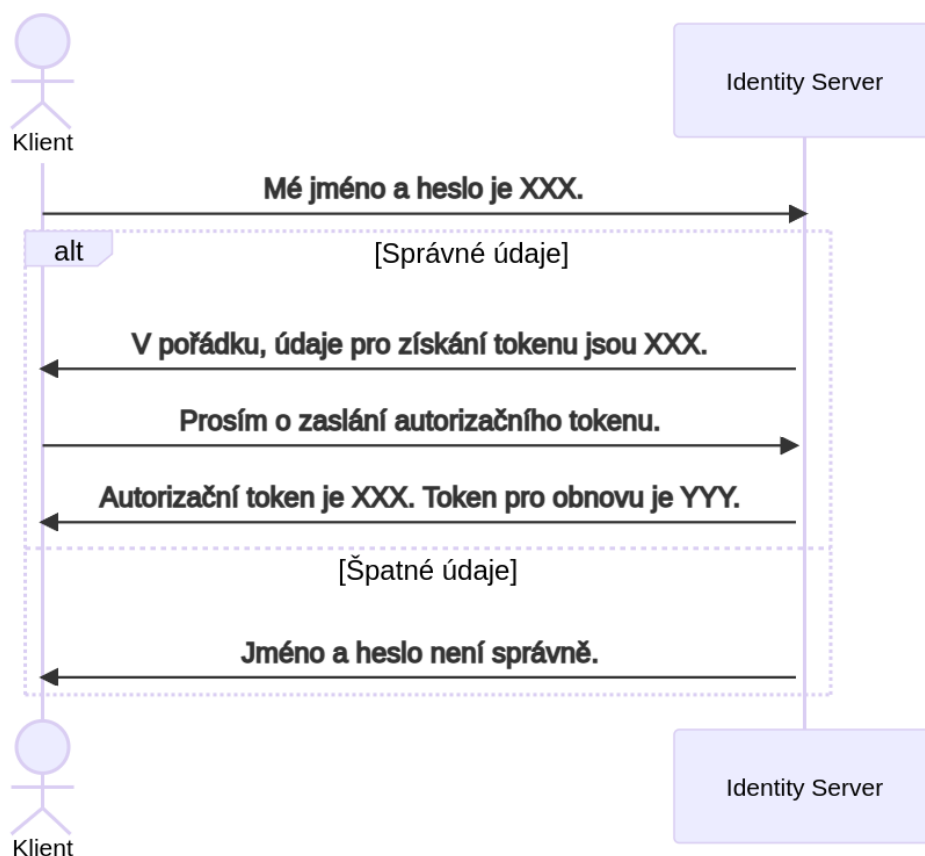 Klient
Identity Server
Mé jméno a heslo je XXX.
alt
[Správné údaje]
V pořádku, údaje pro získání tokenu jsou XXX.
Prosím o zaslání autorizačního tokenu.
Autorizační token je XXX. Token pro obnovu je YYY.
[Špatné údaje]
Jméno a heslo není správně.
Klient
Identity Server